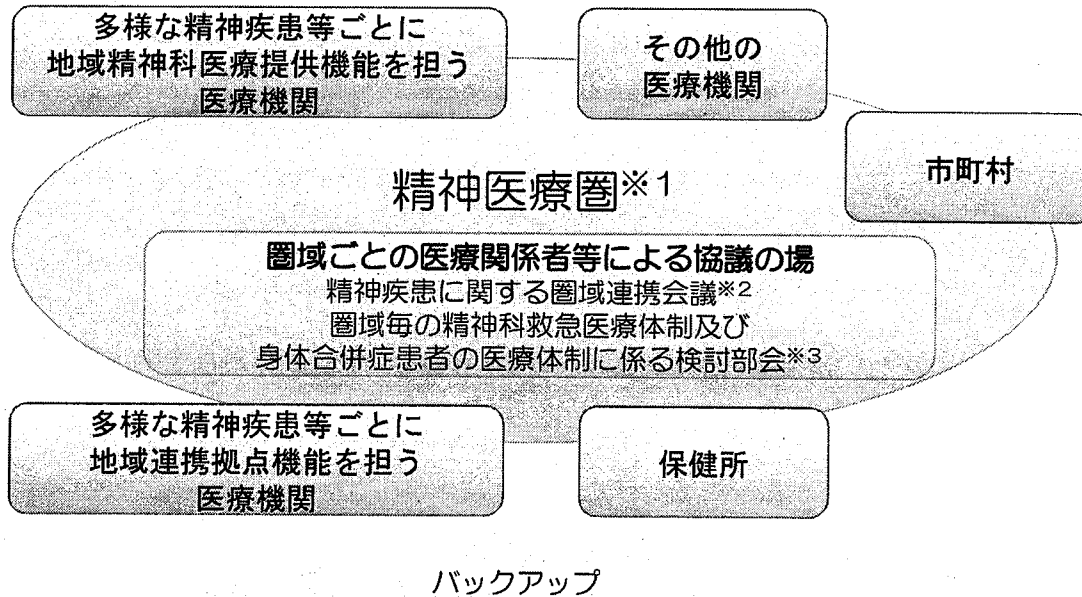 多様な精神疾患等ごとに
地域精神科医療提供機能を担う
医療機関
その他の
医療機関
市町村
精神医療圏※1
圏域ごとの医療関係者等による協議の場
精神疾患に関する圏域連携会議※2
圏域毎の精神科救急医療体制及び
身体合併症患者の医療体制に係る検討部会※3
多様な精神疾患等ごとに
地域連携拠点機能を担う
医療機関
保健所
バックアップ